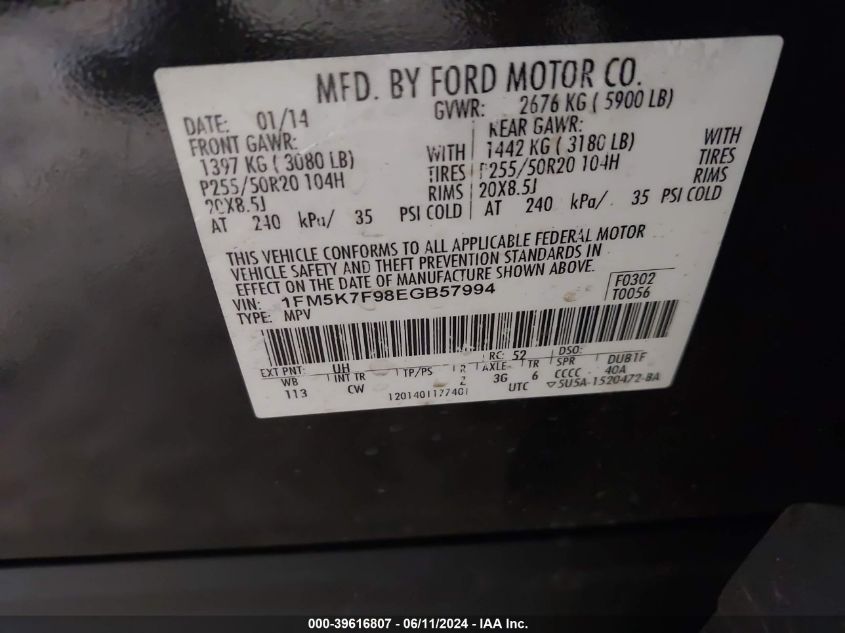 MFD. BY FORD MOTOR CO.
DATE: 01/14 GVWR: 2676 KG ( 5900 LB)
FRONT GAWR: REAR GAWR:
1397 KG ( 3080 LB) WITH 1442 KG ( 3180 LB) WITH
P255/50R20 104H TIRES P255/50R20 104H TIRES
20X8.5J RIMS 20X8.5J RIMS
AT 240 kPa/ 35 PSI COLD AT 240 kPa/ 35 PSI COLD
THIS VEHICLE CONFORMS TO ALL APPLICABLE FEDERAL MOTOR
VEHICLE SAFETY AND THEFT PREVENTION STANDARDS IN
EFFECT ON THE DATE OF MANUFACTURE SHOWN ABOVE.
VIN: 1FM5K7F98EGB57994 F0302
TYPE: MPV T0056
EXT PNT: UH RC: 52 DSO:
WB INT TR TP/PS R AXLE TR SPR DUB1F
113 CW 2 3G 6 CCCC 40A
120140117740 UTC 5U5A-1520472-BA
000-39616807 - 06/11/2024 - IAA Inc.